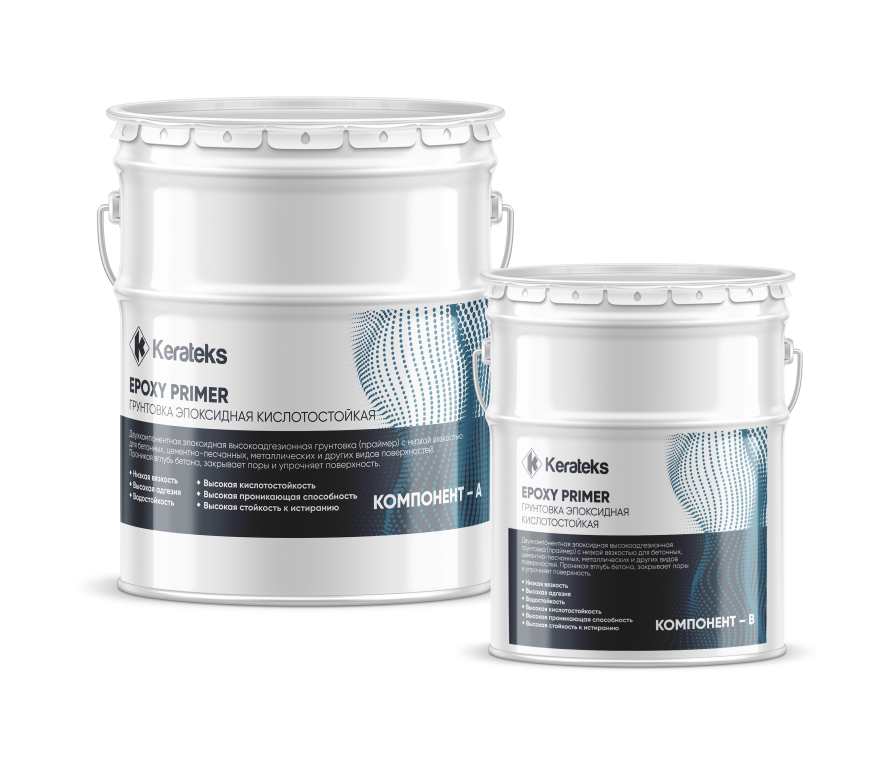 Kerateks
EPOXY PRIMER
ГРУНТОВКА ЭПОКСИДНАЯ КИСЛОТОСТОЙКАЯ
Двухкомпонентная эпоксидная высокоадгезионная грунтовка (праймер) с низкой вязкостью
для бетонных, цементно-песчанных, металлических и других видов поверхностей.
Проникая вглубь бетона, закрывает поры и упрочняет поверхность.
• Низкая вязкость
• Высокая адгезия
• Водостойкость
• Высокая кислотостойкость
• Высокая проникающая способность
• Высокая стойкость к истиранию
КОМПОНЕНТ – А
Kerateks
EPOXY PRIMER
ГРУНТОВКА ЭПОКСИДНАЯ
КИСЛОТОСТОЙКАЯ
Двухкомпонентная эпоксидная высокоадгезионная
грунтовка (праймер) с низкой вязкостью для бетонных,
цементно-песчанных, металлических и других видов
поверхностей. Проникая вглубь бетона, закрывает поры
и упрочняет поверхность.
• Низкая вязкость
• Высокая адгезия
• Водостойкость
• Высокая кислотостойкость
• Высокая проникающая способность
• Высокая стойкость к истиранию
КОМПОНЕНТ – В